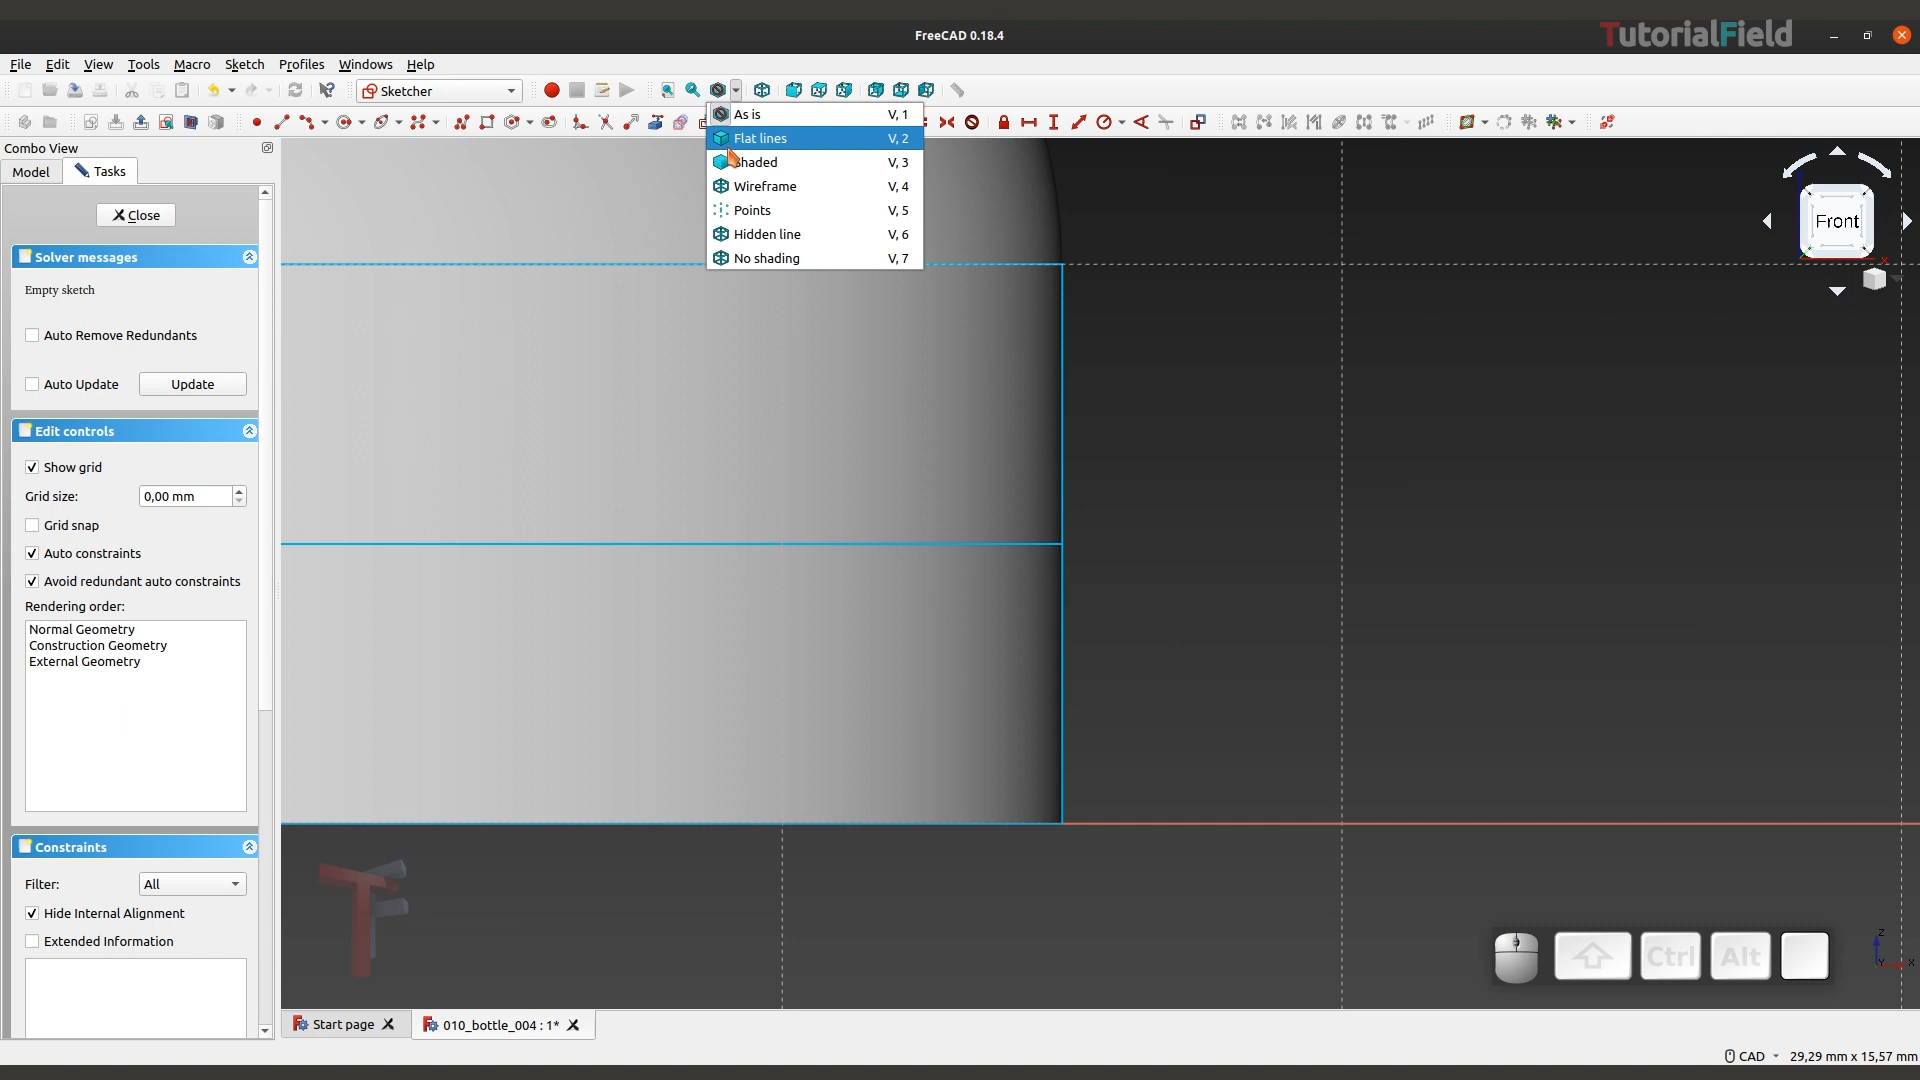 FreeCAD 0.18.4
TutorialField
File Edit View Tools Macro Sketch Profiles Windows Help
Sketcher
As is V, 1
Flat lines V, 2
Shaded V, 3
Wireframe V, 4
Points V, 5
Hidden line V, 6
No shading V, 7
Combo View
Model Tasks
Close
Solver messages
Empty sketch
Auto Remove Redundants
Auto Update Update
Edit controls
Show grid
Grid size: 0,00 mm
Grid snap
Auto constraints
Avoid redundant auto constraints
Rendering order:
Normal Geometry
Construction Geometry
External Geometry
Constraints
Filter: All
Hide Internal Alignment
Extended Information
Front
X
Ctrl Alt
Z
Y
X
Start page
010_bottle_004 : 1*
CAD 29,29 mm x 15,57 mm